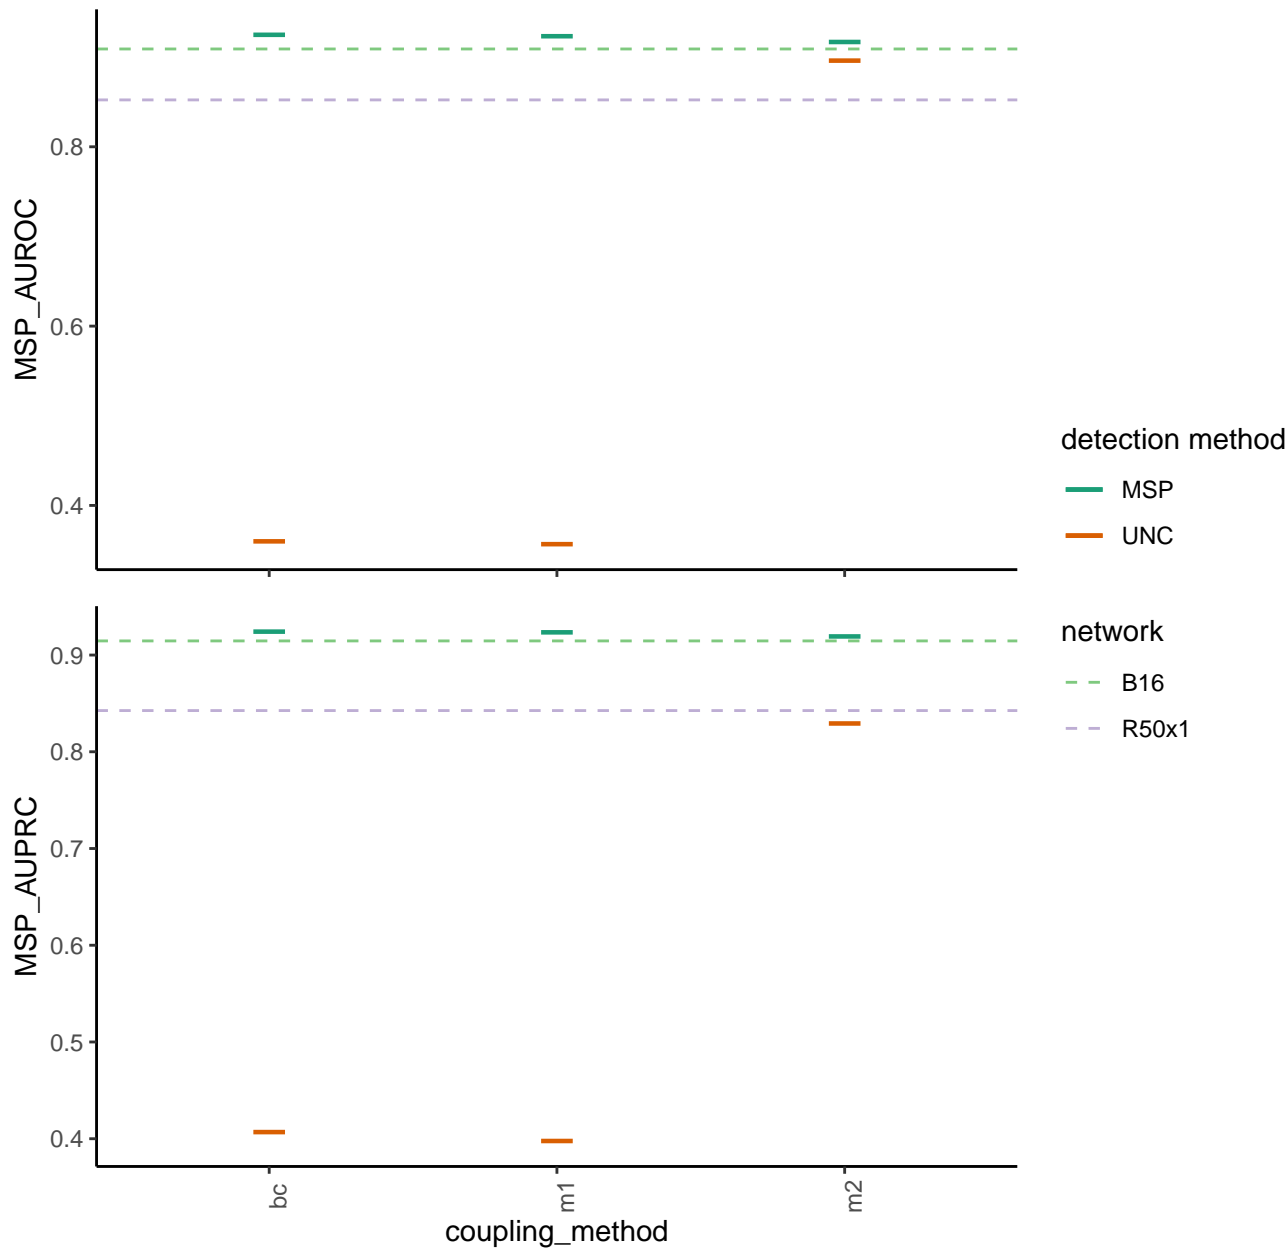 MSP_AUROC
0.8
0.6
0.4
MSP_AUPRC
0.9
0.8
0.7
0.6
0.5
0.4
bc
m1
m2
coupling_method
detection method
MSP
UNC
network
B16
R50x1